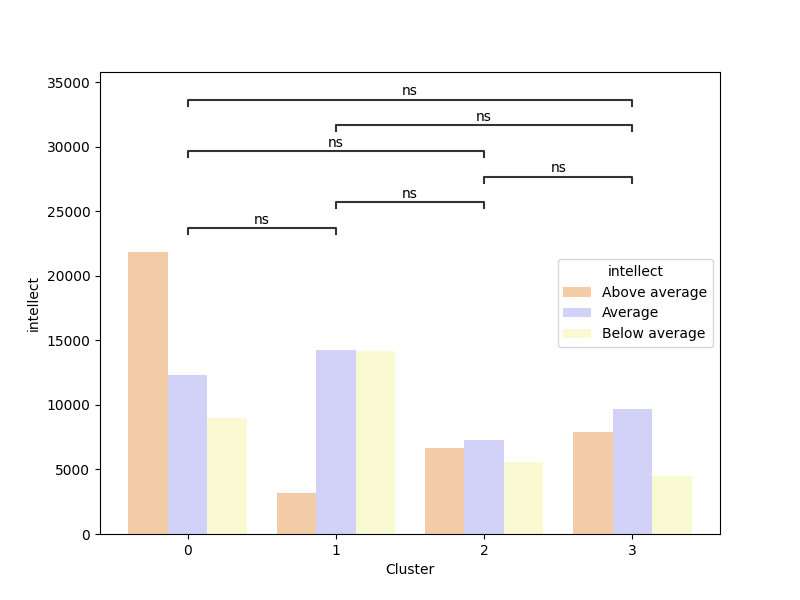 35000
30000
25000
20000
15000
10000
5000
0
intellect
ns
ns
ns
ns
ns
ns
intellect
Above average
Average
Below average
0 1 2 3
Cluster